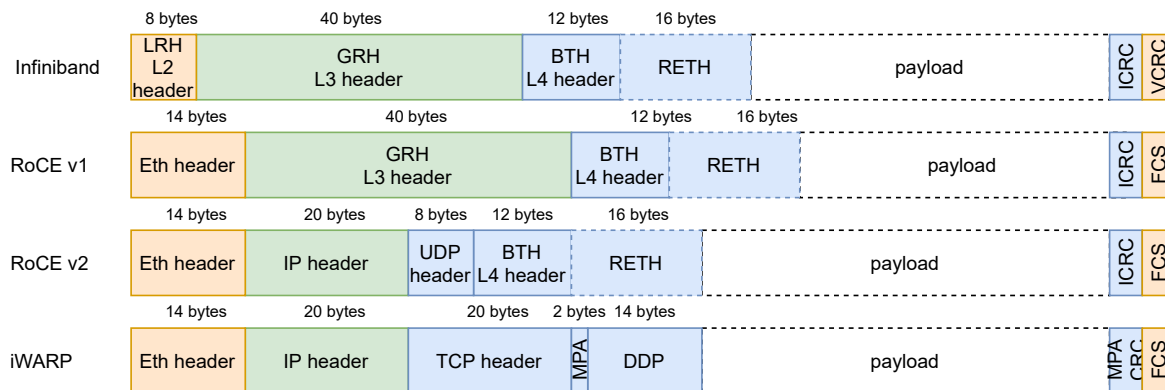 8 bytes 40 bytes 12 bytes 16 bytes
Infiniband
LRH
L2
header
GRH
L3 header
BTH
L4 header
RETH
payload
ICRC
VCRC
14 bytes 40 bytes 12 bytes 16 bytes
RoCE v1
Eth header
GRH
L3 header
BTH
L4 header
RETH
payload
ICRC
FCS
14 bytes 20 bytes 8 bytes 12 bytes 16 bytes
RoCE v2
Eth header
IP header
UDP
header
BTH
L4 header
RETH
payload
ICRC
FCS
14 bytes 20 bytes 20 bytes 2 bytes 14 bytes
iWARP
Eth header
IP header
TCP header
MPA
DDP
payload
MPA
CRC
FCS